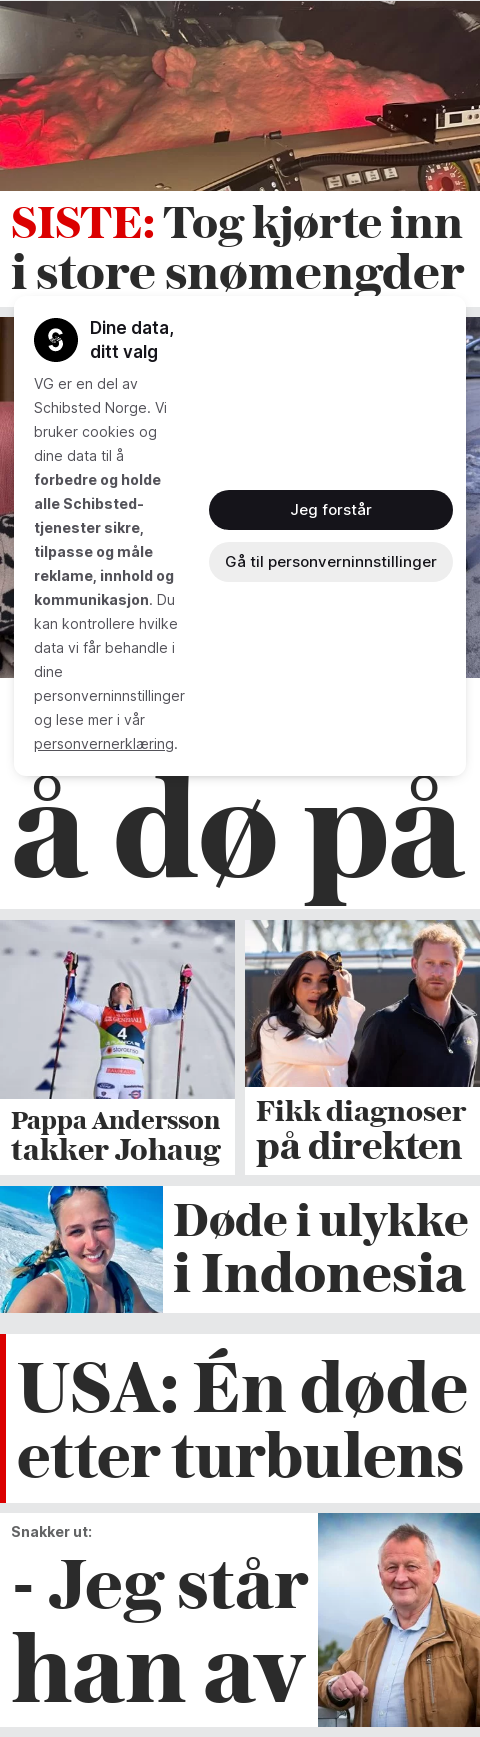 SISTE: Tog kjørte inn
i store snømengder
Dine data,
ditt valg
VG er en del av
Schibsted Norge. Vi
bruker cookies og
dine data til å
forbedre og holde
alle Schibsted-
tjenester sikre,
tilpasse og måle
reklame, innhold og
kommunikasjon. Du
kan kontrollere hvilke
data vi får behandle i
dine
personverninnstillinger
og lese mer i vår
personvernerklæring.
Jeg forstår
Gå til personverninnstillinger
å dø på
4
Pappa Andersson
takker Johaug
Fikk diagnoser
på direkten
Døde i ulykke
i Indonesia
USA: Én døde
etter turbulens
Snakker ut:
- Jeg står
han av